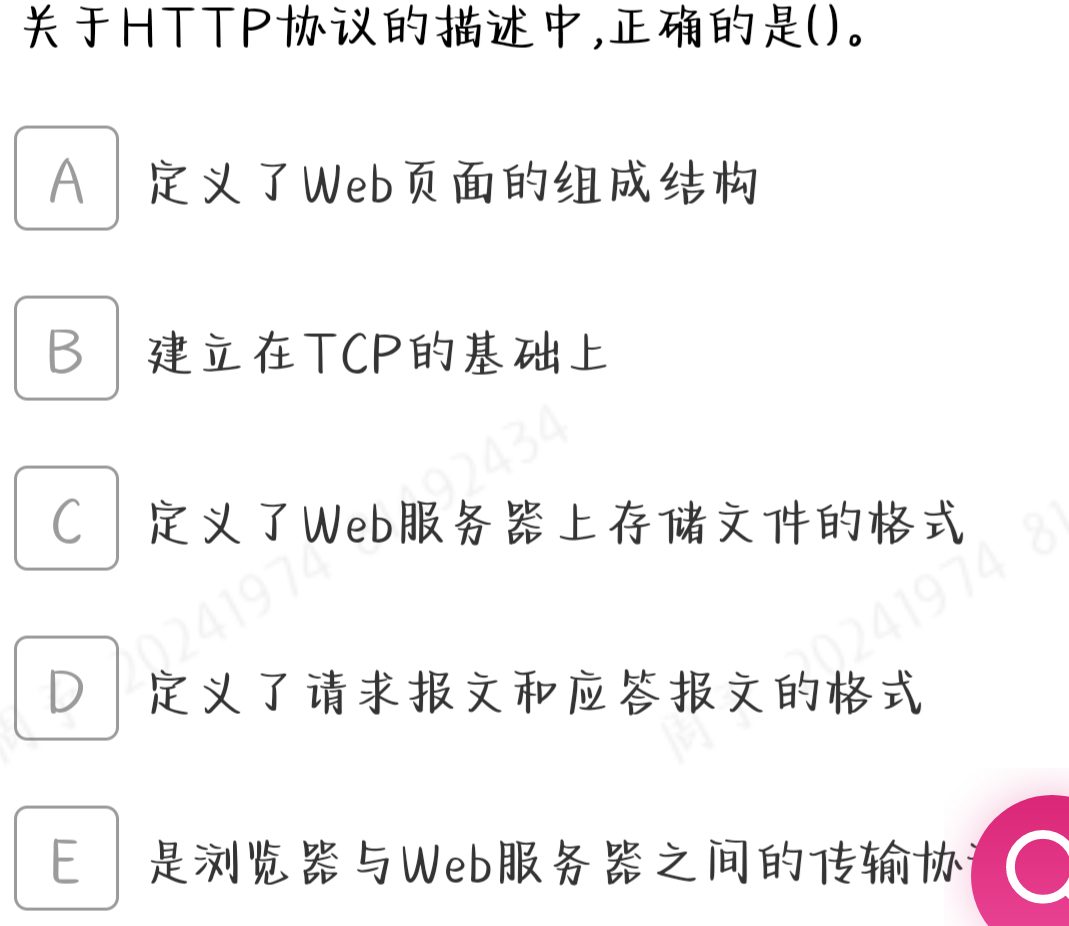 关于HTTP协议的描述中,正确的是()。
A 定义了Web页面的组成结构
B 建立在TCP的基础上
C 定义了Web服务器上存储文件的格式
D 定义了请求报文和应答报文的格式
E 是浏览器与Web服务器之间的传输协